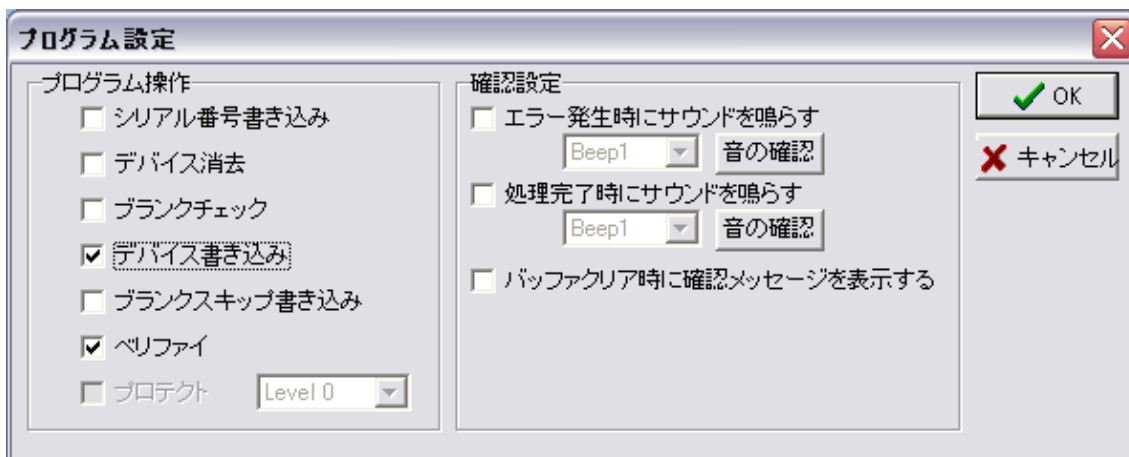 プログラム設定
プログラム操作
シリアル番号書き込み
デバイス消去
ブランクチェック
デバイス書き込み
ブランクスキップ書き込み
ベリファイ
プロテクト Level 0
確認設定
エラー発生時にサウンドを鳴らす
Beep1 音の確認
処理完了時にサウンドを鳴らす
Beep1 音の確認
バッファクリア時に確認メッセージを表示する
OK
キャンセル